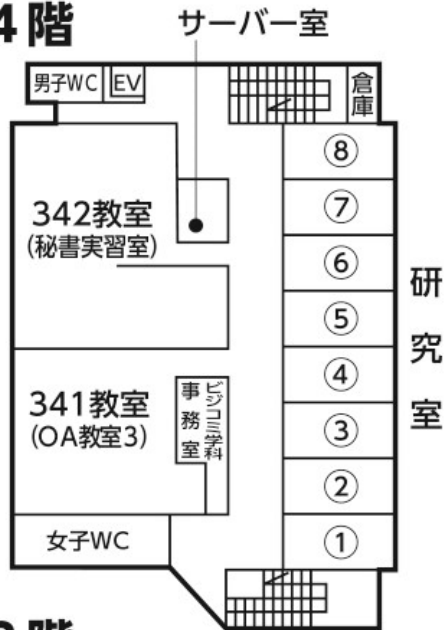 4階
サーバー室
男子WC
EV
倉庫
342教室
(秘書実習室)
341教室
(OA教室3)
ビジコミ学科
事務室
女子WC
⑧
⑦
⑥
⑤
④
③
②
①
研究室